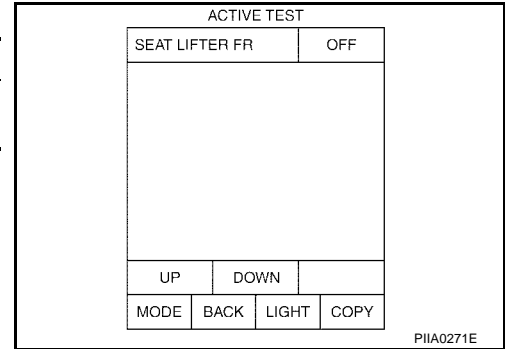 ACTIVE TEST
SEAT LIFTER FR OFF
UP DOWN
MODE BACK LIGHT COPY
PIIA0271E